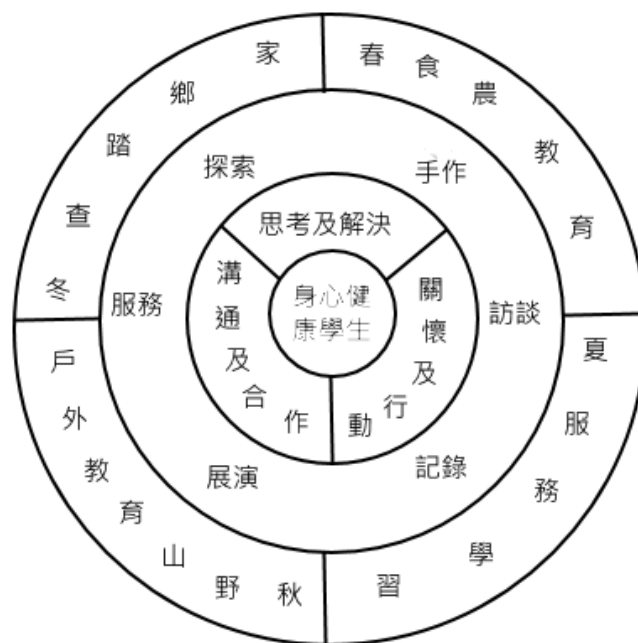 春食農教育
夏服務學習
秋野山育教外戶
冬查踏鄉家
探索
手作
服務
訪談
展演
記錄
思考及解決
溝通及合作
關懷及行動
身心健
康學生